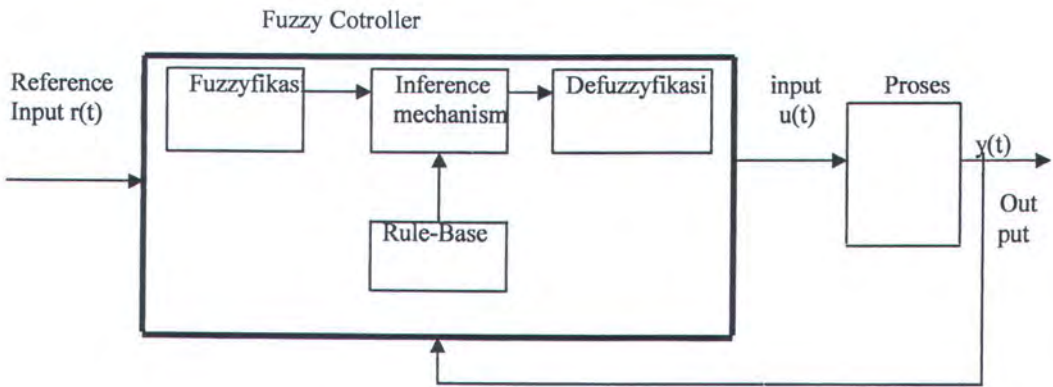 Fuzzy Cotroller
Reference
Input r(t)
Fuzzyfikasi
Inference
mechanism
Defuzzyfikasi
Rule-Base
input
u(t)
Proses
y(t)
Out
put